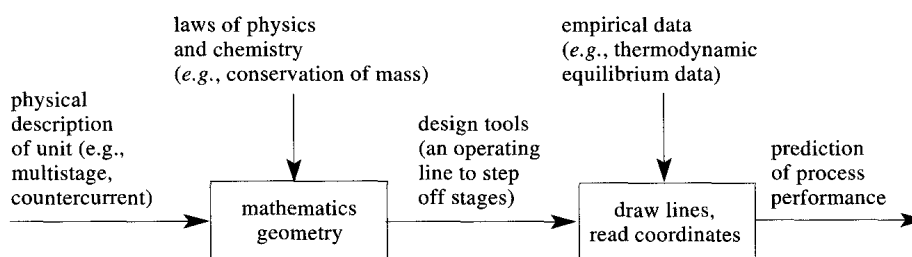 laws of physics
and chemistry
(e.g., conservation of mass)
empirical data
(e.g., thermodynamic
equilibrium data)
physical
description
of unit (e.g.,
multistage,
countercurrent)
design tools
(an operating
line to step
off stages)
prediction
of process
performance
mathematics
geometry
draw lines,
read coordinates